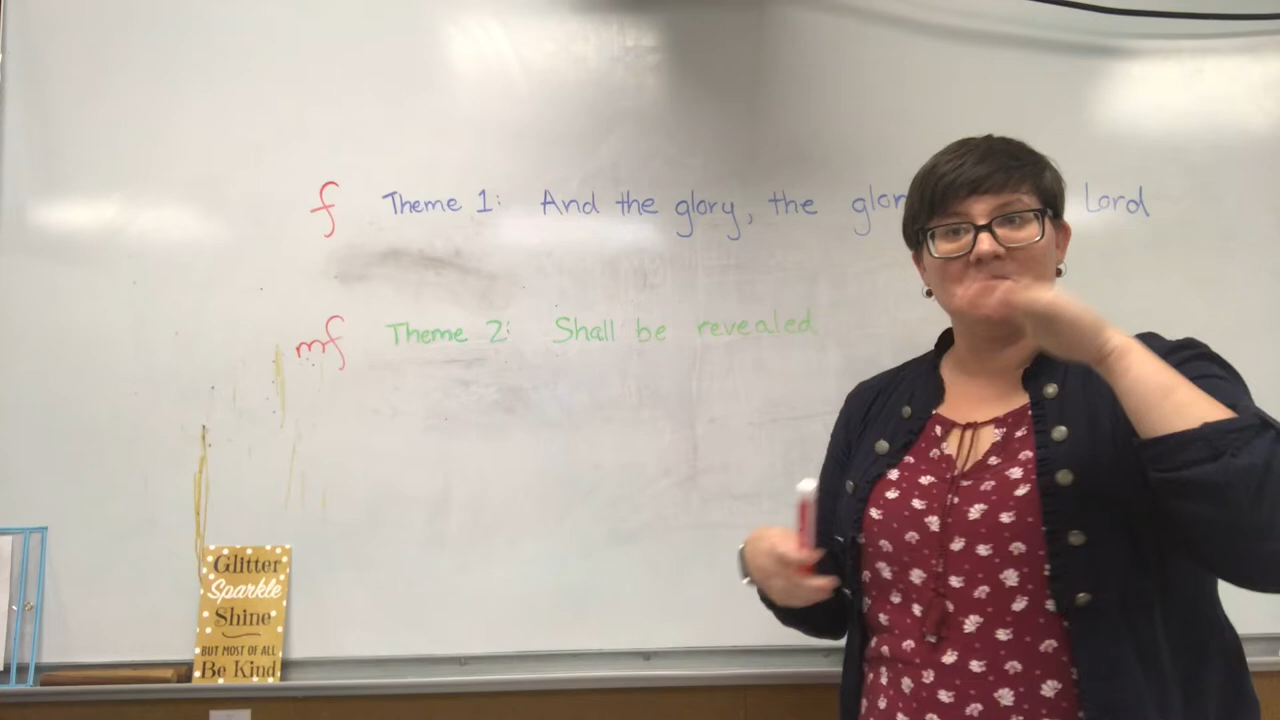 f Theme 1: And the glory, the glor Lord
mf Theme 2: Shall be revealed
Glitter
Sparkle
Shine
BUT MOST OF ALL
Be Kind